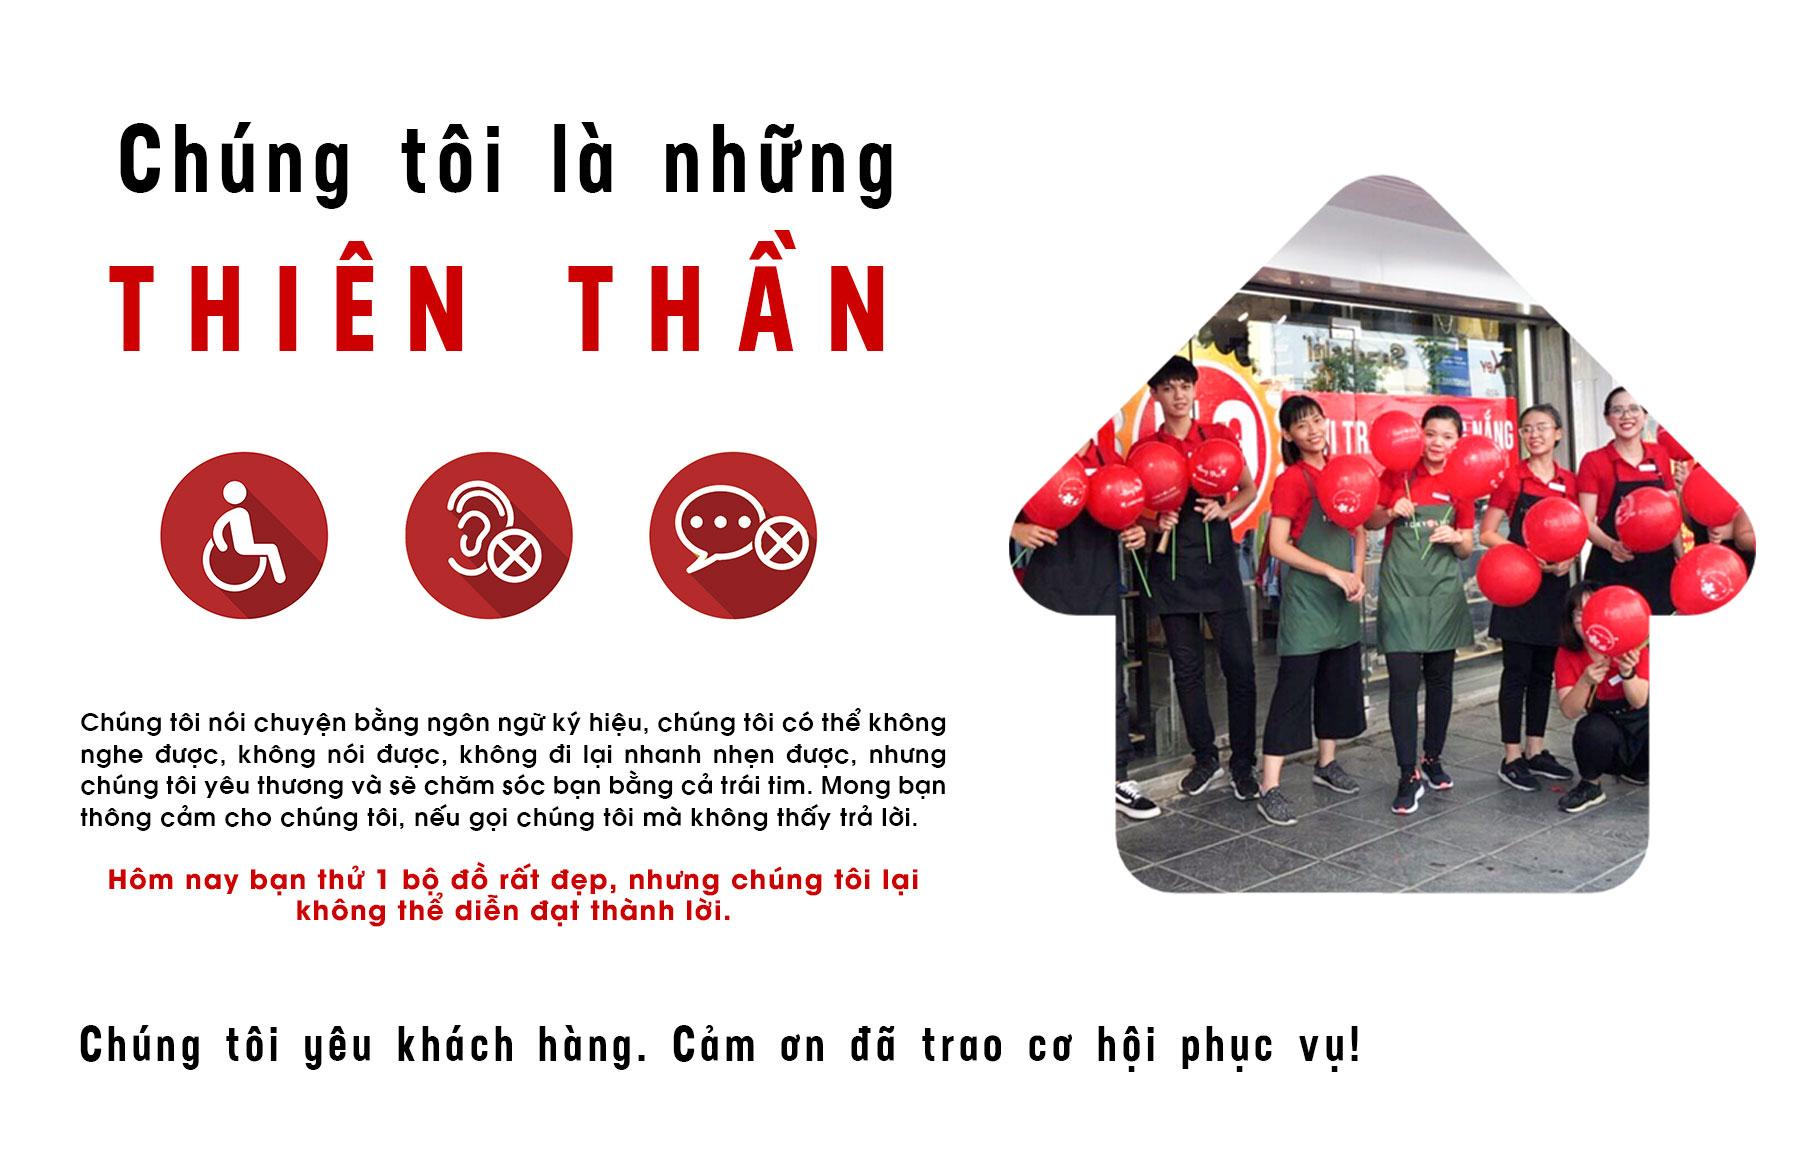 Chúng tôi là những
THIÊN THẦN
Chúng tôi nói chuyện bằng ngôn ngữ ký hiệu, chúng tôi có thể không
nghe được, không nói được, không đi lại nhanh nhẹn được, nhưng
chúng tôi yêu thương và sẽ chăm sóc bạn bằng cả trái tim. Mong bạn
thông cảm cho chúng tôi, nếu gọi chúng tôi mà không thấy trả lời.
Hôm nay bạn thử 1 bộ đồ rất đẹp, nhưng chúng tôi lại
không thể diễn đạt thành lời.
NẮNG
Chúng tôi yêu khách hàng. Cảm ơn đã trao cơ hội phục vụ!